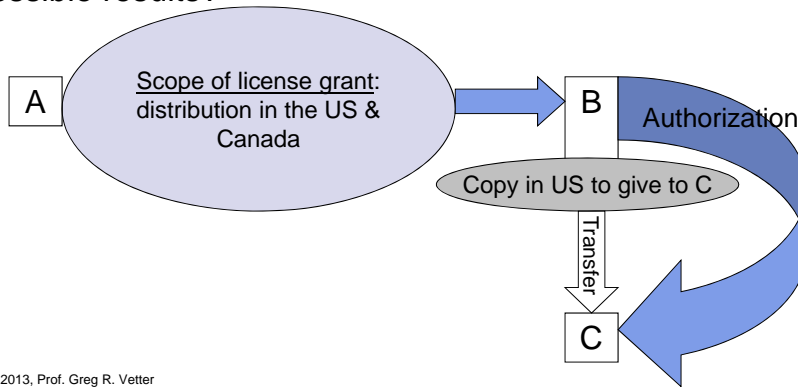 A
Scope of license grant:
distribution in the US &
Canada
B
Authorization
Copy in US to give to C
Transfer
C
2013, Prof. Greg R. Vetter